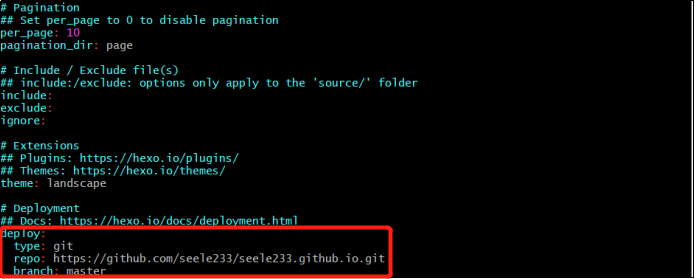 # Pagination
## Set per_page to 0 to disable pagination
per_page: 10
pagination_dir: page
# Include / Exclude file(s)
## include:/exclude: options only apply to the 'source/' folder
include:
exclude:
ignore:
# Extensions
## Plugins: https://hexo.io/plugins/
## Themes: https://hexo.io/themes/
theme: landscape
# Deployment
## Docs: https://hexo.io/docs/deployment.html
deploy:
  type: git
  repo: https://github.com/seele233/seele233.github.io.git
  branch: master